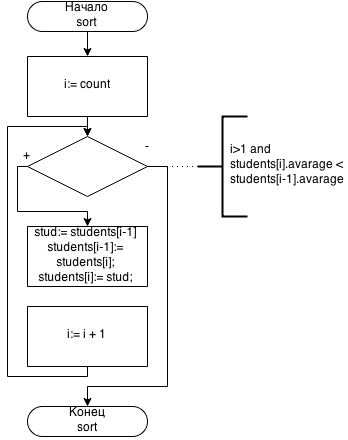 Начало
sort
i:= count
+
-
i>1 and
students[i].avarage <
students[i-1].avarage
stud:= students[i-1]
students[i-1]:=
students[i];
students[i]:= stud;
i:= i + 1
Конец
sort